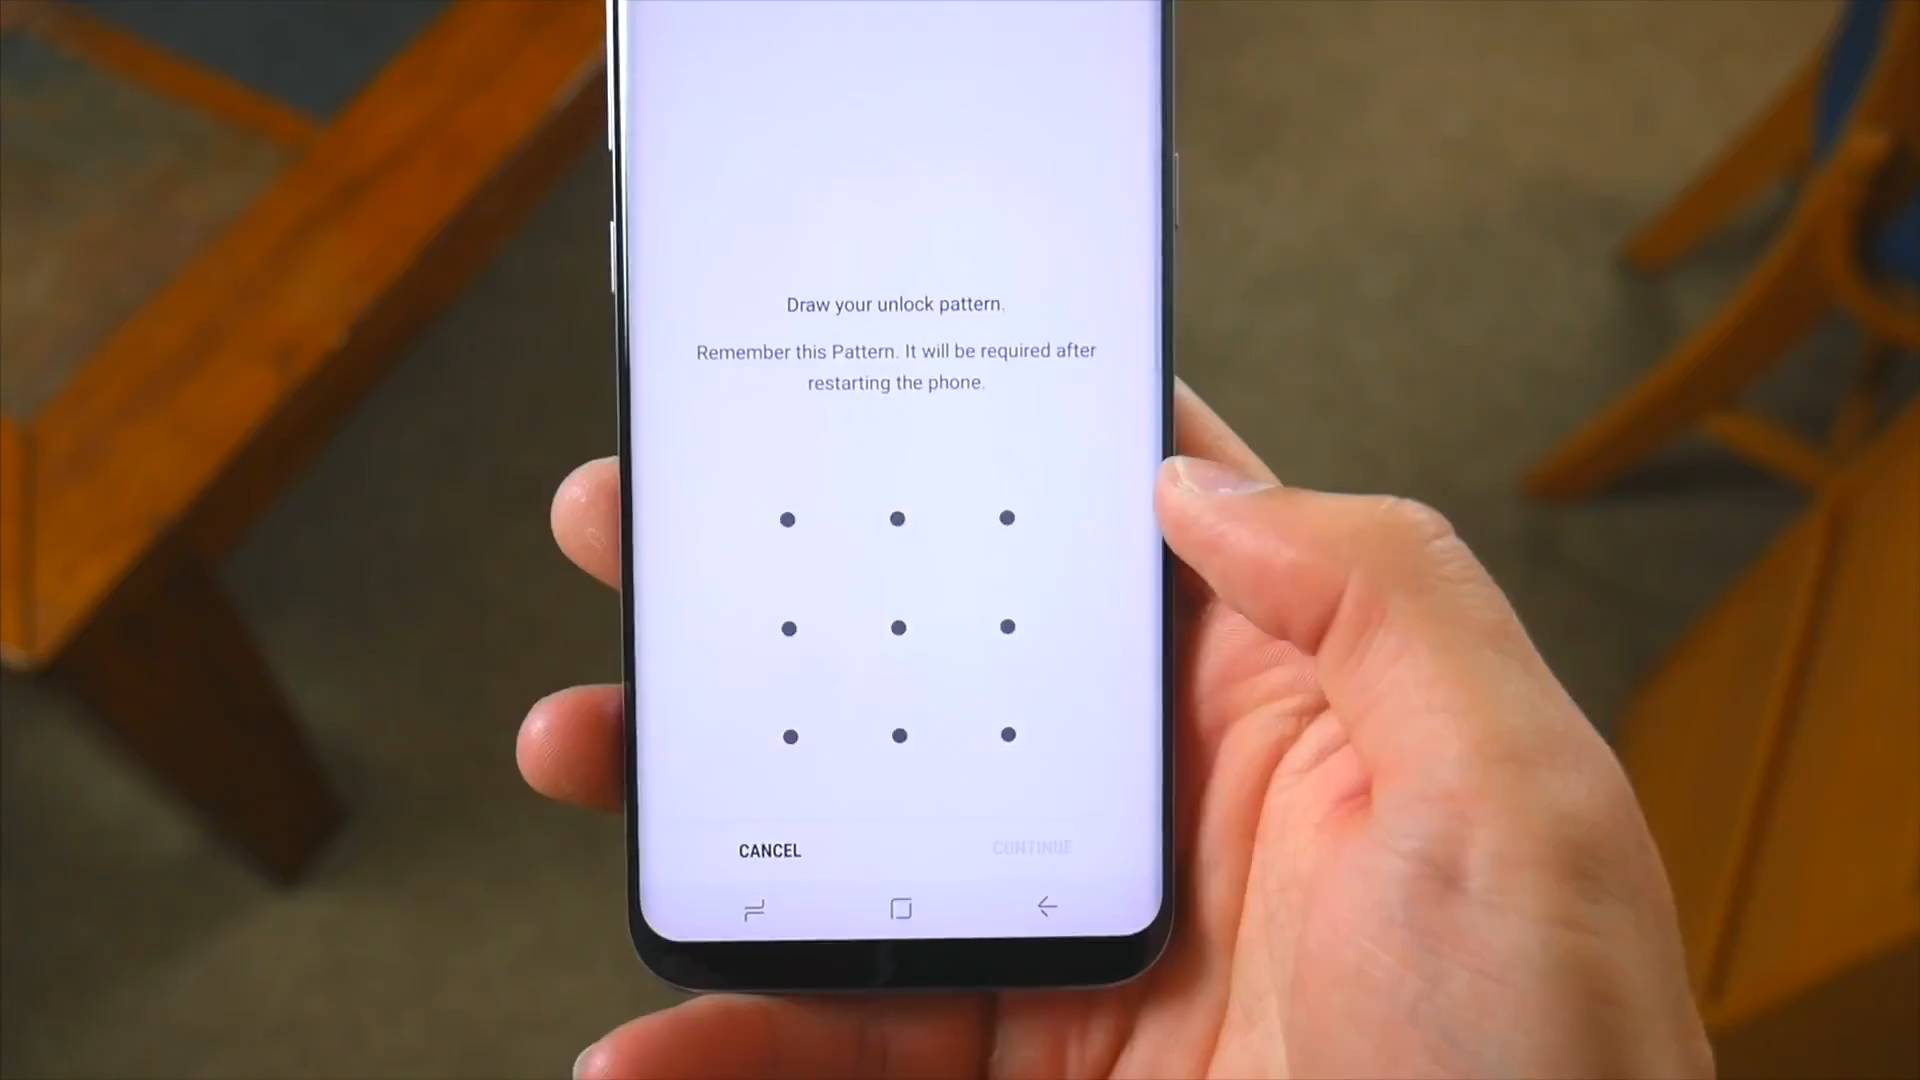 Draw your unlock pattern.
Remember this Pattern. It will be required after
restarting the phone.
CANCEL
CONTINUE